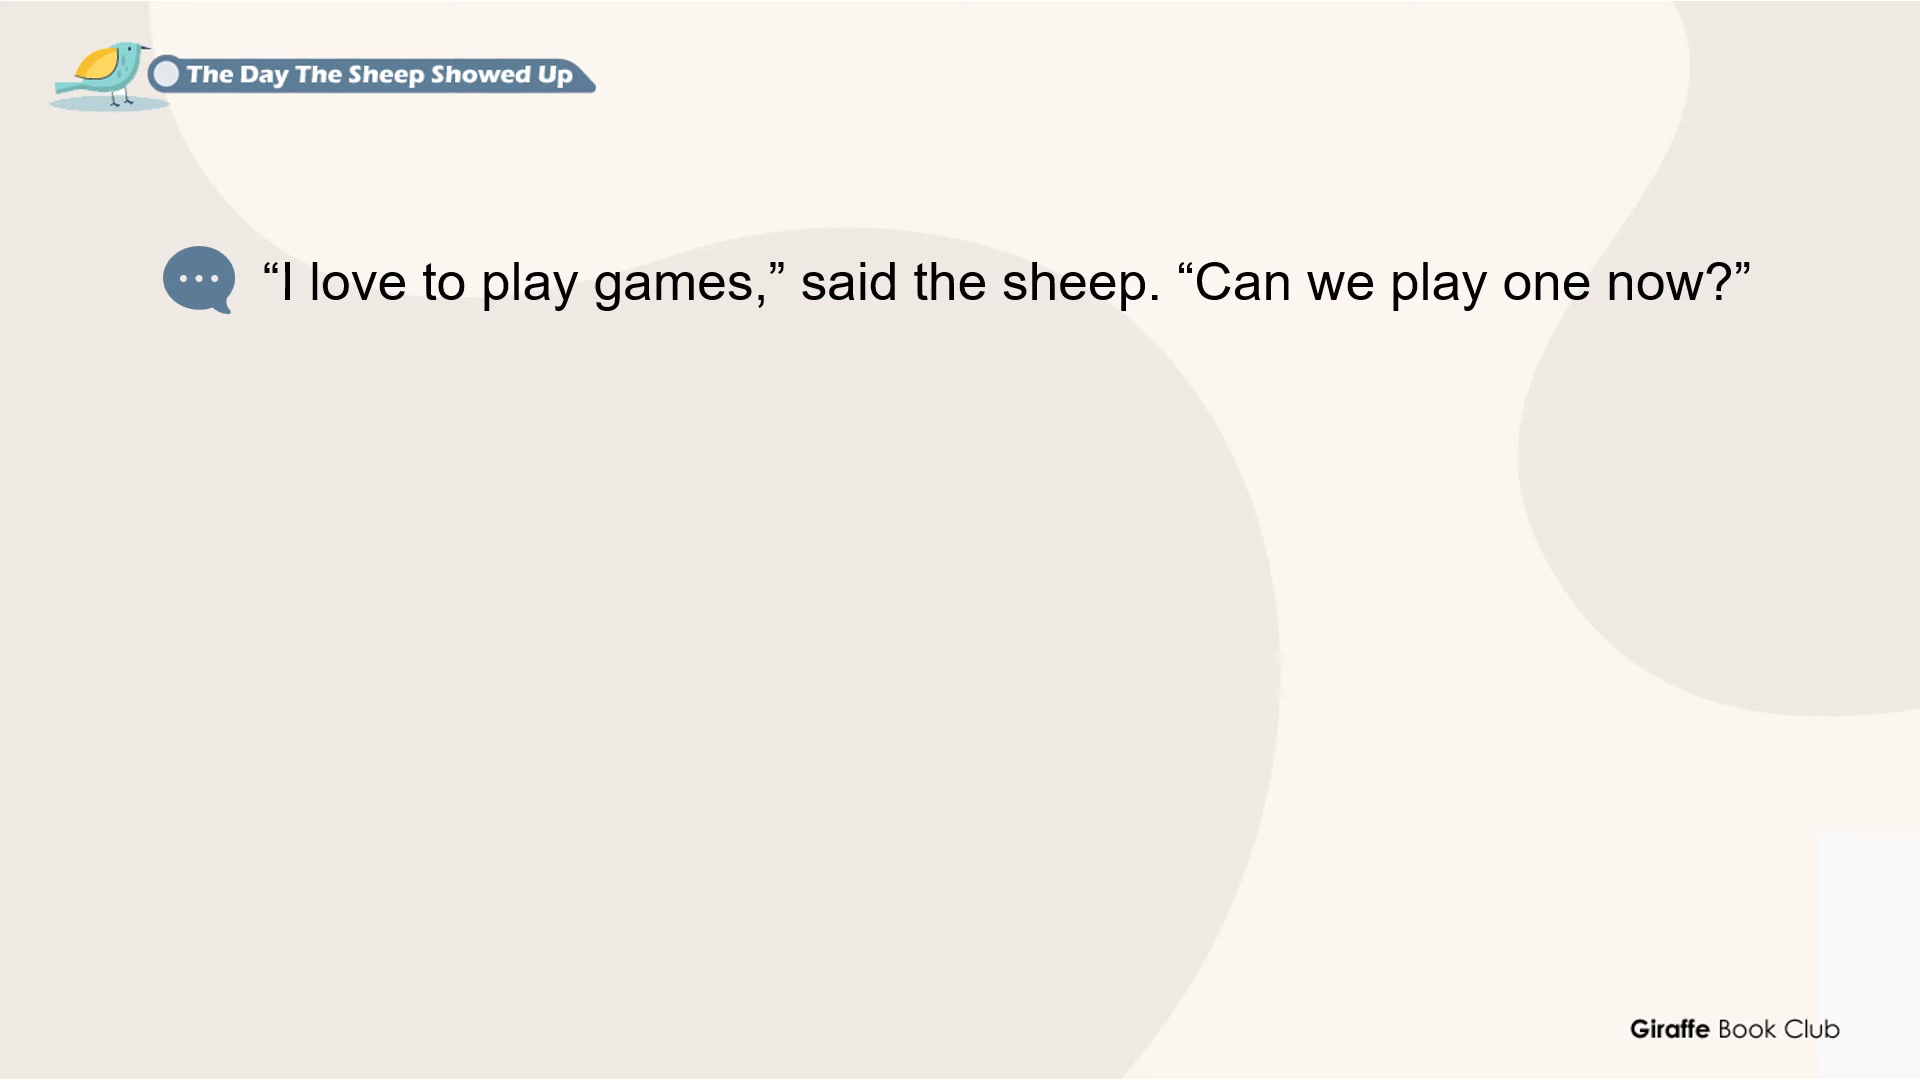 The Day The Sheep Showed Up
“I love to play games,” said the sheep. “Can we play one now?”
Giraffe Book Club